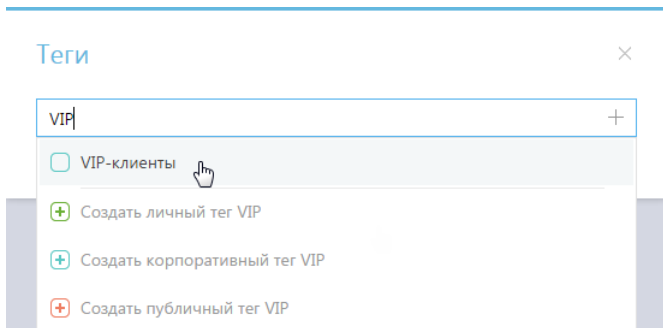 Теги
VIP
VIP-клиенты
Создать личный тег VIP
Создать корпоративный тег VIP
Создать публичный тег VIP